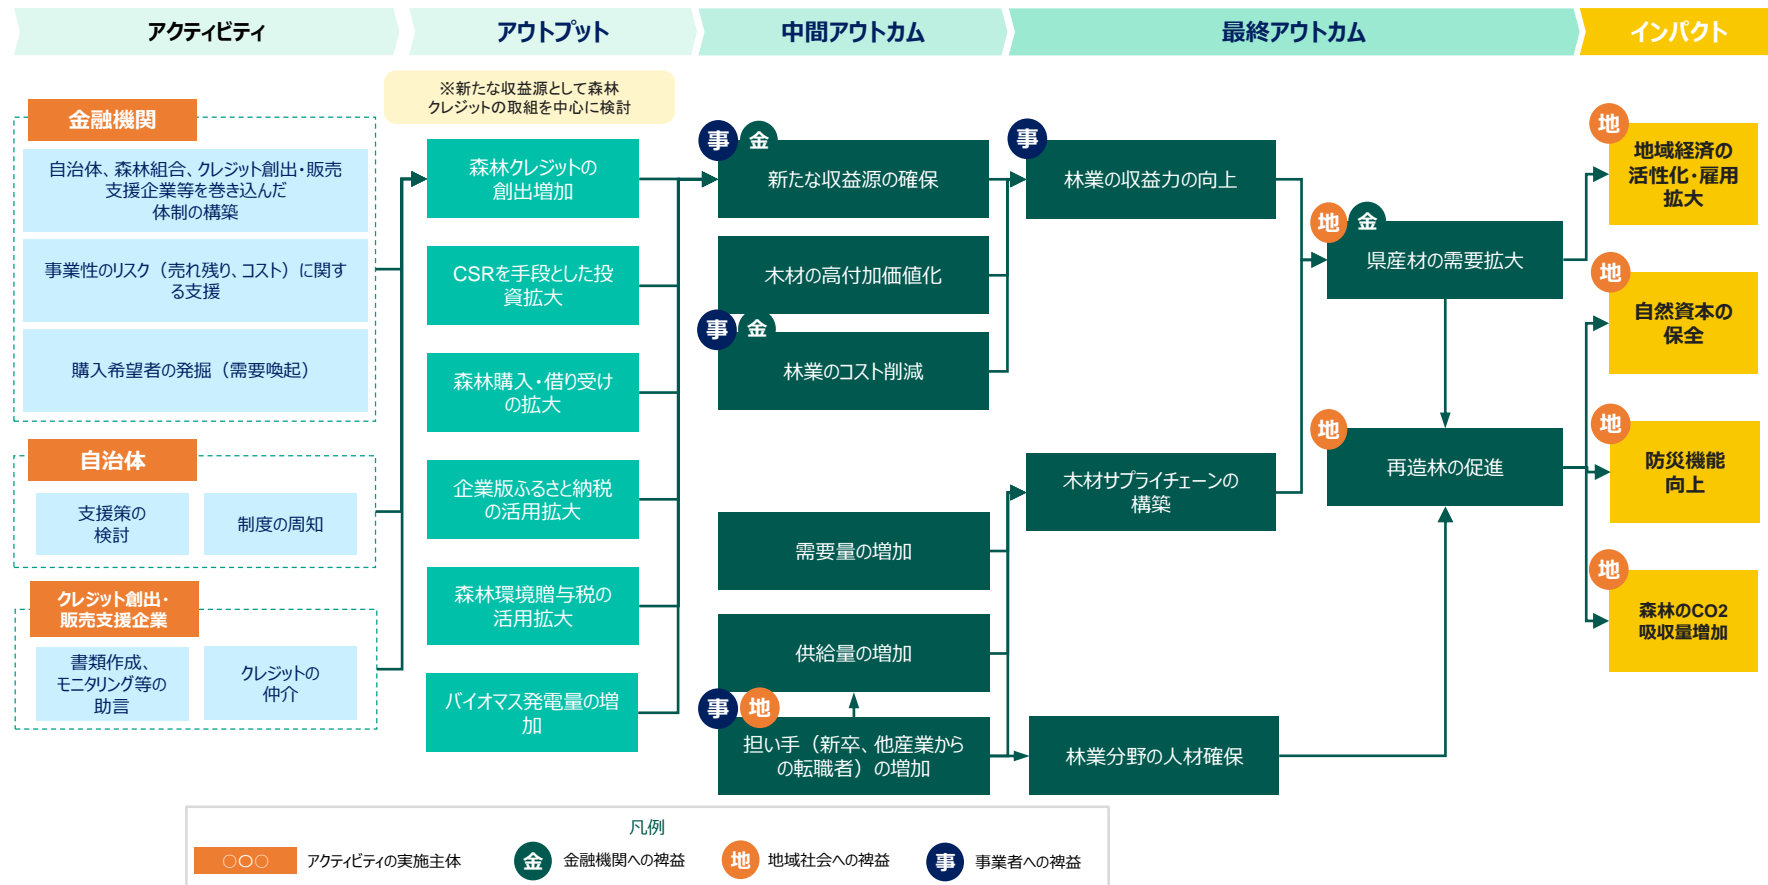 アクティビティ
アウトプット
中間アウトカム
最終アウトカム
インパクト
※新たな収益源として森林
クレジットの取組を中心に検討
金融機関
自治体、森林組合、クレジット創出・販売
支援企業等を巻き込んだ
体制の構築
事業性のリスク（売れ残り、コスト）に関す
る支援
購入希望者の発掘（需要喚起）
自治体
支援策の
検討
制度の周知
クレジット創出・
販売支援企業
書類作成、
モニタリング等の
助言
クレジットの
仲介
森林クレジットの
創出増加
CSRを手段とした投
資拡大
森林購入・借り受け
の拡大
企業版ふるさと納税
の活用拡大
森林環境贈与税の
活用拡大
バイオマス発電量の増
加
事
金
新たな収益源の確保
木材の高付加価値化
事
金
林業のコスト削減
需要量の増加
供給量の増加
事
地
担い手（新卒、他産業から
の転職者）の増加
事
林業の収益力の向上
木材サプライチェーンの
構築
林業分野の人材確保
地
金
県産材の需要拡大
地
再造林の促進
地
地域経済の
活性化・雇用
拡大
地
自然資本の
保全
地
防災機能
向上
地
森林のCO2
吸収量増加
凡例
○○○
アクティビティの実施主体
金
金融機関への裨益
地
地域社会への裨益
事
事業者への裨益